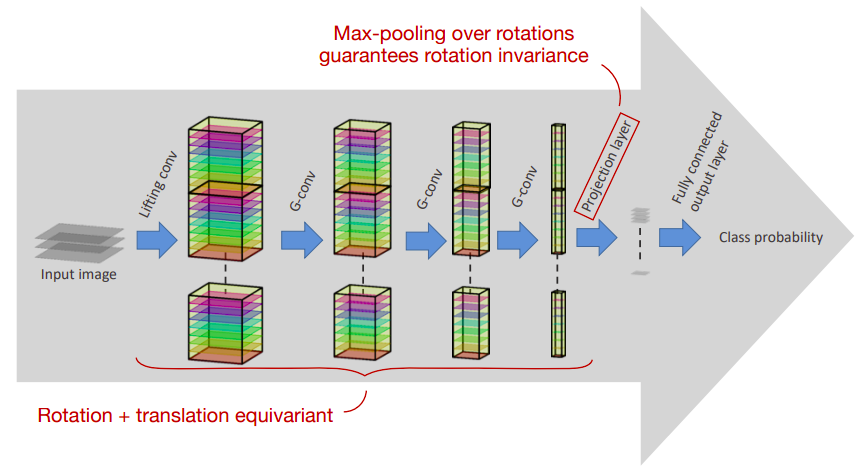 Max-pooling over rotations
guarantees rotation invariance
Input image
Lifting conv
G-conv
G-conv
G-conv
Projection layer
Fully connected
output layer
Class probability
Rotation + translation equivariant